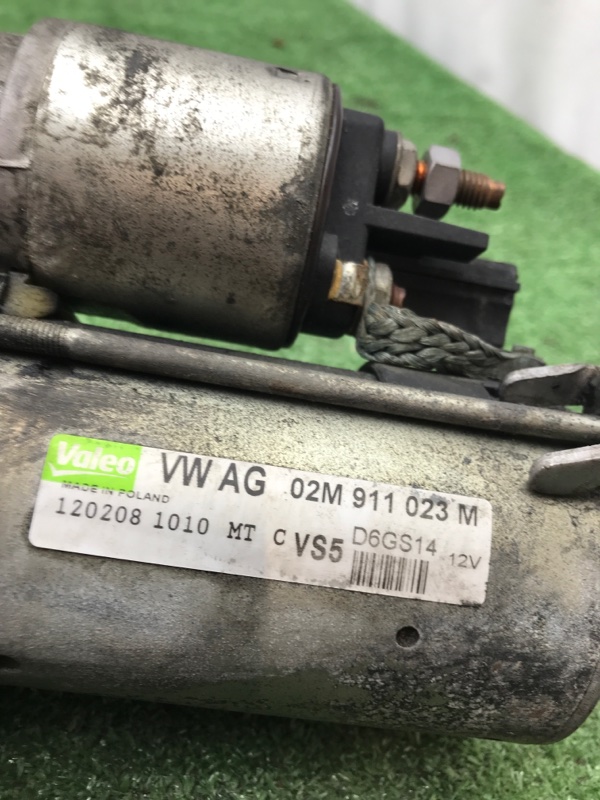 Valeo VW AG 02M 911 023 M
MADE IN POLAND
120208 1010 MT C VS5 D6GS14 12V